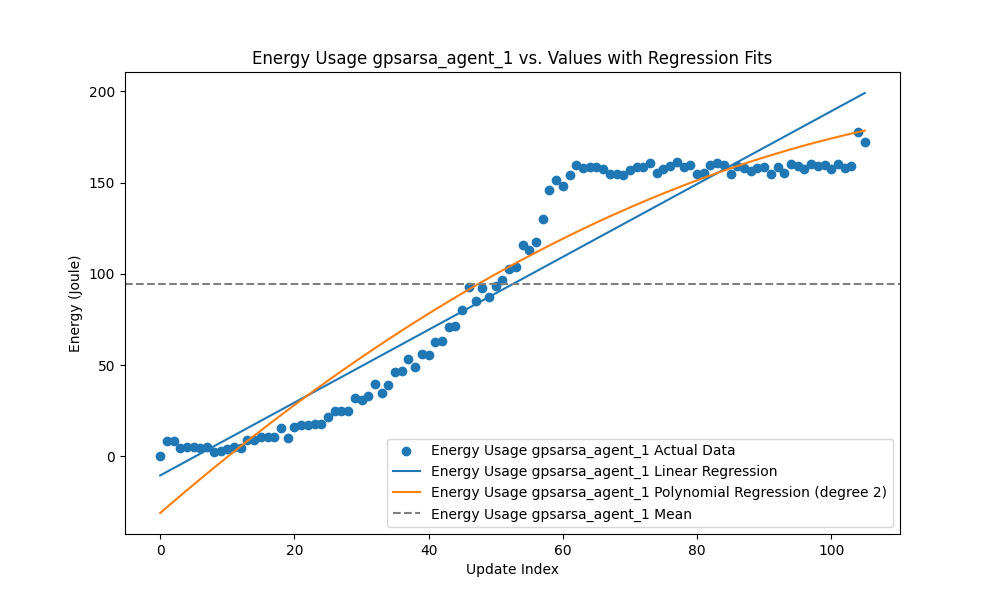 Energy Usage gpsarsa_agent_1 vs. Values with Regression Fits
200
150
100
50
0
Energy (Joule)
Energy Usage gpsarsa_agent_1 Actual Data
Energy Usage gpsarsa_agent_1 Linear Regression
Energy Usage gpsarsa_agent_1 Polynomial Regression (degree 2)
Energy Usage gpsarsa_agent_1 Mean
0 20 40 60 80 100
Update Index